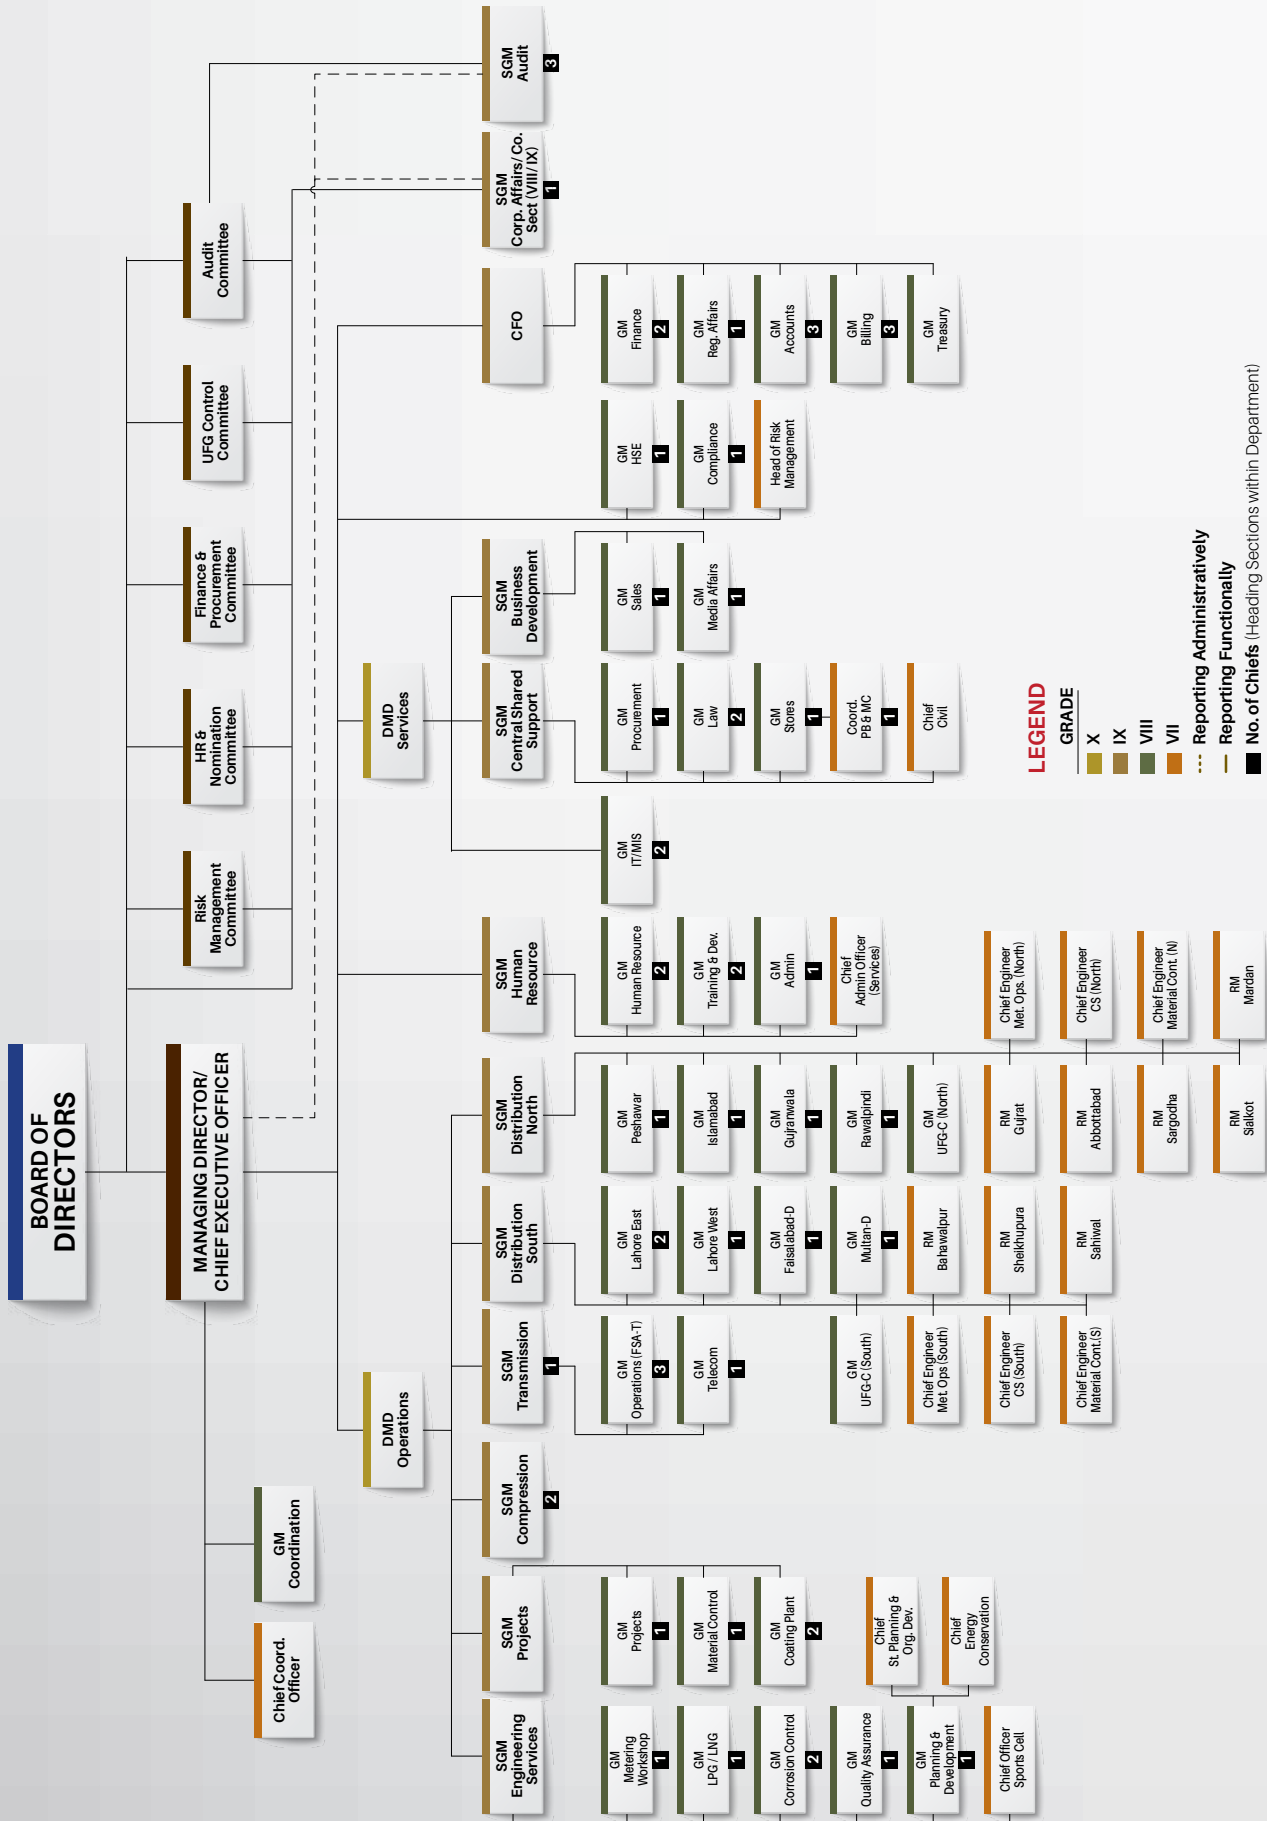 BOARD OF
DIRECTORS
MANAGING DIRECTOR/
CHIEF EXECUTIVE OFFICER
Risk
Management
Committee
HR &
Nomination
Committee
Finance &
Procurement
Committee
UFG Control
Committee
Audit
Committee
Chief Coord.
Officer
GM
Coordination
DMD
Operations
DMD
Services
SGM
Engineering
Services
SGM
Projects
SGM
Compression
2
SGM
Transmission
1
SGM
Distribution
South
SGM
Distribution
North
SGM
Human
Resource
SGM
Central Shared
Support
SGM
Business
Development
CFO
SGM
Corp. Affairs/ Co.
Sect (VIII/ IX)
1
SGM
Audit
3
GM
Metering
Workshop
1
GM
LPG / LNG
1
GM
Corrosion Control
2
GM
Quality Assurance
1
GM
Planning &
Development
1
Chief Officer
Sports Cell
Chief
St. Planning &
Org. Dev.
Chief
Energy
Conservation
GM
Projects
1
GM
Material Control
1
GM
Coating Plant
2
GM
Operations (FSA-T)
3
GM
Telecom
1
GM
UFG-C (South)
Chief Engineer
Met. Ops (South)
Chief Engineer
CS (South)
Chief Engineer
Material Cont.(S)
GM
Lahore East
2
GM
Lahore West
1
GM
Faisalabad-D
1
GM
Multan-D
1
RM
Bahawalpur
RM
Sheikhupura
RM
Sahiwal
GM
Peshawar
1
GM
Islamabad
1
GM
Gujranwala
1
GM
Rawalpindi
1
GM
UFG-C (North)
RM
Gujrat
RM
Abbottabad
RM
Sargodha
RM
Sialkot
Chief Engineer
Met. Ops. (North)
Chief Engineer
CS (North)
Chief Engineer
Material Cont. (N)
RM
Mardan
GM
Human Resource
2
GM
Training & Dev.
2
GM
Admin
1
Chief
Admin Officer
(Services)
GM
IT/MIS
2
GM
Procurement
1
GM
Law
2
GM
Stores
1
Coord.
PB & MC
1
Chief
Civil
GM
Sales
1
GM
Media Affairs
1
GM
HSE
1
GM
Compliance
1
Head of Risk
Management
GM
Finance
2
GM
Reg. Affairs
1
GM
Accounts
3
GM
Billing
3
GM
Treasury
LEGEND
GRADE
X
IX
VIII
VII
Reporting Administratively
Reporting Functionally
No. of Chiefs (Heading Sections within Department)